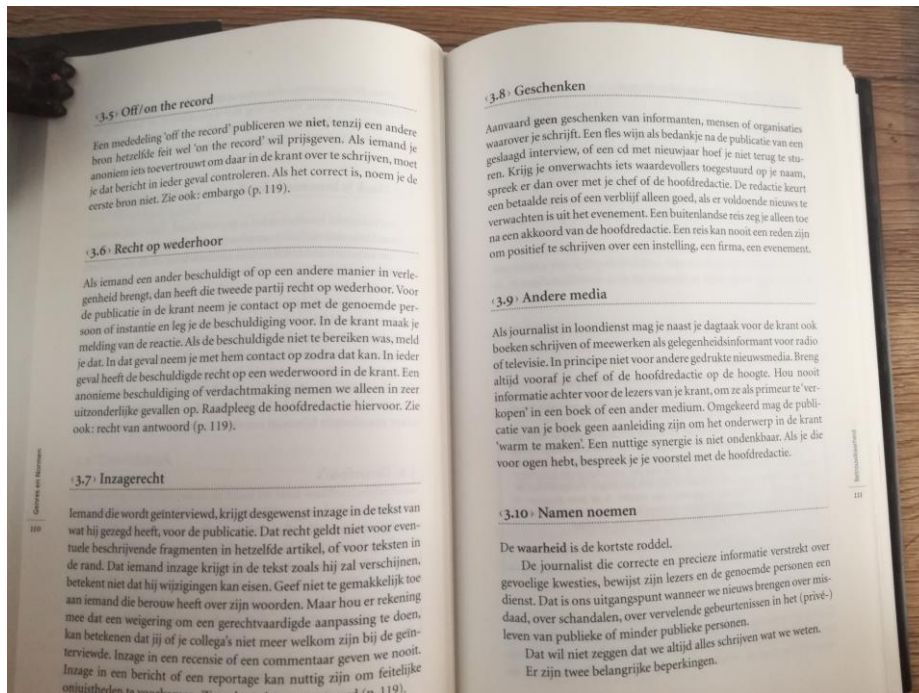 ‹3.5› Off/on the record
Een mededeling 'off the record' publiceren we niet, tenzij een andere
bron hetzelfde feit wel 'on the record' wil prijsgeven. Als iemand je
anoniem iets toevertrouwt om daar in de krant over te schrijven, moet
je dat bericht in ieder geval controleren. Als het correct is, noem je de
eerste bron niet. Zie ook: embargo (p. 119).
‹3.6› Recht op wederhoor
Als iemand een ander beschuldigt of op een andere manier in verle-
genheid brengt, dan heeft die tweede partij recht op wederhoor. Voor
de publicatie in de krant neem je contact op met de genoemde per-
soon of instantie en leg je de beschuldiging voor. In de krant maak je
melding van de reactie. Als de beschuldigde niet te bereiken was, meld
je dat. In dat geval neem je met hem contact op zodra dat kan. In ieder
geval heeft de beschuldigde recht op een wederwoord in de krant. Een
anonieme beschuldiging of verdachtmaking nemen we alleen in zeer
uitzonderlijke gevallen op. Raadpleeg de hoofdredactie hiervoor. Zie
ook: recht van antwoord (p. 119).
‹3.7› Inzagerecht
Iemand die wordt geïnterviewd, krijgt desgewenst inzage in de tekst van
wat hij gezegd heeft, voor de publicatie. Dat recht geldt niet voor even-
tuele beschrijvende fragmenten in hetzelfde artikel, of voor teksten in
de rand. Dat iemand inzage krijgt in de tekst zoals hij zal verschijnen,
betekent niet dat hij wijzigingen kan eisen. Geef niet te gemakkelijk toe
aan iemand die berouw heeft over zijn woorden. Maar hou er rekening
mee dat een weigering om een gerechtvaardigde aanpassing te doen,
kan betekenen dat jij of je collega's niet meer welkom zijn bij de geïn-
terviewde. Inzage in een recensie of een commentaar geven we nooit.
Inzage in een bericht of een reportage kan nuttig zijn om feitelijke
onjuistheden te (p. 119).
Genres en Normen
110
‹3.8› Geschenken
Aanvaard geen geschenken van informanten, mensen of organisaties
waarover je schrijft. Een fles wijn als bedankje na de publicatie van een
geslaagd interview, of een cd met nieuwjaar hoef je niet terug te stu-
ren. Krijg je onverwachts iets waardevollers toegestuurd op je naam,
spreek er dan over met je chef of de hoofdredactie. De redactie keurt
een betaalde reis of een verblijf alleen goed, als er voldoende nieuws te
verwachten is uit het evenement. Een buitenlandse reis zeg je alleen toe
na een akkoord van de hoofdredactie. Een reis kan nooit een reden zijn
om positief te schrijven over een instelling, een firma, een evenement.
‹3.9› Andere media
Als journalist in loondienst mag je naast je dagtaak voor de krant ook
boeken schrijven of meewerken als gelegenheidsinformant voor radio
of televisie. In principe niet voor andere gedrukte nieuwsmedia. Breng
altijd vooraf je chef of de hoofdredactie op de hoogte. Hou nooit
informatie achter voor de lezers van je krant, om ze als primeur te 'ver-
kopen' in een boek of een ander medium. Omgekeerd mag de publi-
catie van je boek geen aanleiding zijn om het onderwerp in de krant
'warm te maken'. Een nuttige synergie is niet ondenkbaar. Als je die
voor ogen hebt, bespreek je je voorstel met de hoofdredactie.
‹3.10› Namen noemen
De waarheid is de kortste roddel.
De journalist die correcte en precieze informatie verstrekt over
gevoelige kwesties, bewijst zijn lezers en de genoemde personen een
dienst. Dat is ons uitgangspunt wanneer we nieuws brengen over mis-
daad, over schandalen, over vervelende gebeurtenissen in het (privé-)
leven van publieke of minder publieke personen.
Dat wil niet zeggen dat we altijd alles schrijven wat we weten.
Er zijn twee belangrijke beperkingen.
Betrouwbaarheid
111